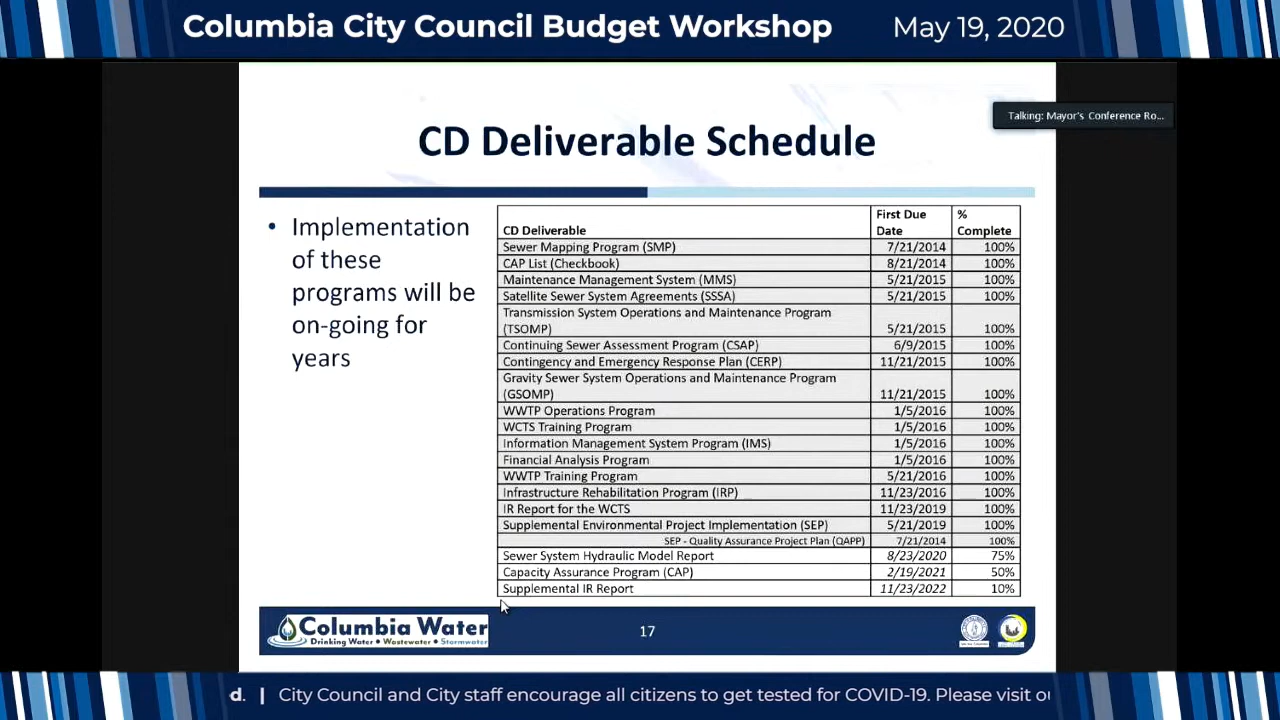 Columbia City Council Budget Workshop May 19, 2020
Talking: Mayor's Conference Ro...
CD Deliverable Schedule
• Implementation
of these
programs will be
on-going for
years
CD Deliverable First Due Date % Complete
Sewer Mapping Program (SMP) 7/21/2014 100%
CAP List (Checkbook) 8/21/2014 100%
Maintenance Management System (MMS) 5/21/2015 100%
Satellite Sewer System Agreements (SSSA) 5/21/2015 100%
Transmission System Operations and Maintenance Program
(TSOMP) 5/21/2015 100%
Continuing Sewer Assessment Program (CSAP) 6/9/2015 100%
Contingency and Emergency Response Plan (CERP) 11/21/2015 100%
Gravity Sewer System Operations and Maintenance Program
(GSOMP) 11/21/2015 100%
WWTP Operations Program 1/5/2016 100%
WCTS Training Program 1/5/2016 100%
Information Management System Program (IMS) 1/5/2016 100%
Financial Analysis Program 1/5/2016 100%
WWTP Training Program 5/21/2016 100%
Infrastructure Rehabilitation Program (IRP) 11/23/2016 100%
IR Report for the WCTS 11/23/2019 100%
Supplemental Environmental Project Implementation (SEP) 5/21/2019 100%
SEP - Quality Assurance Project Plan (QAPP) 7/21/2014 100%
Sewer System Hydraulic Model Report 8/23/2020 75%
Capacity Assurance Program (CAP) 2/19/2021 50%
Supplemental IR Report 11/23/2022 10%
Columbia Water
Drinking Water • Wastewater • Stormwater
17
d. | City Council and City staff encourage all citizens to get tested for COVID-19. Please visit ou